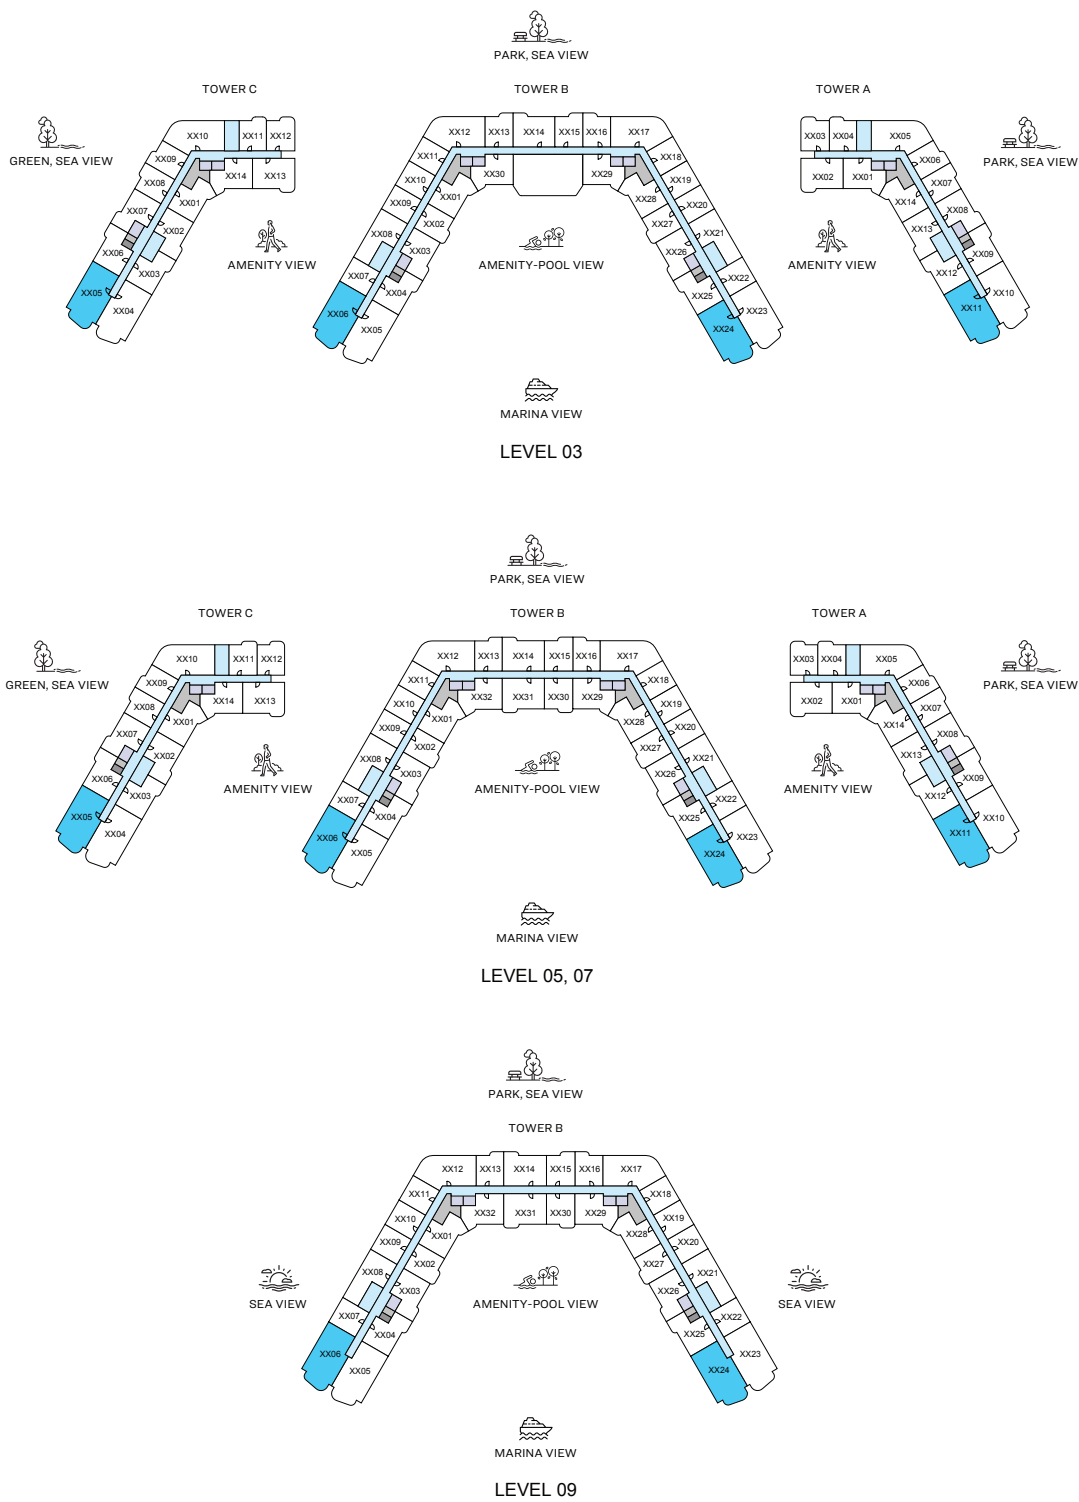 PARK, SEA VIEW
TOWER C
TOWER B
TOWER A
GREEN, SEA VIEW
PARK, SEA VIEW
XX10
XX11
XX12
XX09
XX14
XX13
XX08
XX01
XX07
XX02
XX06
XX03
XX05
XX04
AMENITY VIEW
XX12
XX13
XX14
XX15
XX16
XX17
XX11
XX30
XX29
XX18
XX10
XX01
XX28
XX19
XX09
XX02
XX27
XX20
XX08
XX03
XX26
XX21
XX07
XX04
XX25
XX22
XX06
XX05
XX24
XX23
AMENITY-POOL VIEW
XX03
XX04
XX05
XX02
XX01
XX06
XX14
XX07
XX13
XX08
XX12
XX09
XX11
XX10
AMENITY VIEW
MARINA VIEW
LEVEL 03
PARK, SEA VIEW
TOWER C
TOWER B
TOWER A
GREEN, SEA VIEW
PARK, SEA VIEW
XX10
XX11
XX12
XX09
XX14
XX13
XX08
XX01
XX07
XX02
XX06
XX03
XX05
XX04
AMENITY VIEW
XX12
XX13
XX14
XX15
XX16
XX17
XX11
XX32
XX31
XX30
XX29
XX18
XX10
XX01
XX28
XX19
XX09
XX02
XX27
XX20
XX08
XX03
XX26
XX21
XX07
XX04
XX25
XX22
XX06
XX05
XX24
XX23
AMENITY-POOL VIEW
XX03
XX04
XX05
XX02
XX01
XX06
XX14
XX07
XX13
XX08
XX12
XX09
XX11
XX10
AMENITY VIEW
MARINA VIEW
LEVEL 05, 07
PARK, SEA VIEW
TOWER B
XX12
XX13
XX14
XX15
XX16
XX17
XX11
XX32
XX31
XX30
XX29
XX18
XX10
XX01
XX28
XX19
XX09
XX02
XX27
XX20
XX08
XX03
XX26
XX21
XX07
XX04
XX25
XX22
XX06
XX05
XX24
XX23
SEA VIEW
AMENITY-POOL VIEW
SEA VIEW
MARINA VIEW
LEVEL 09